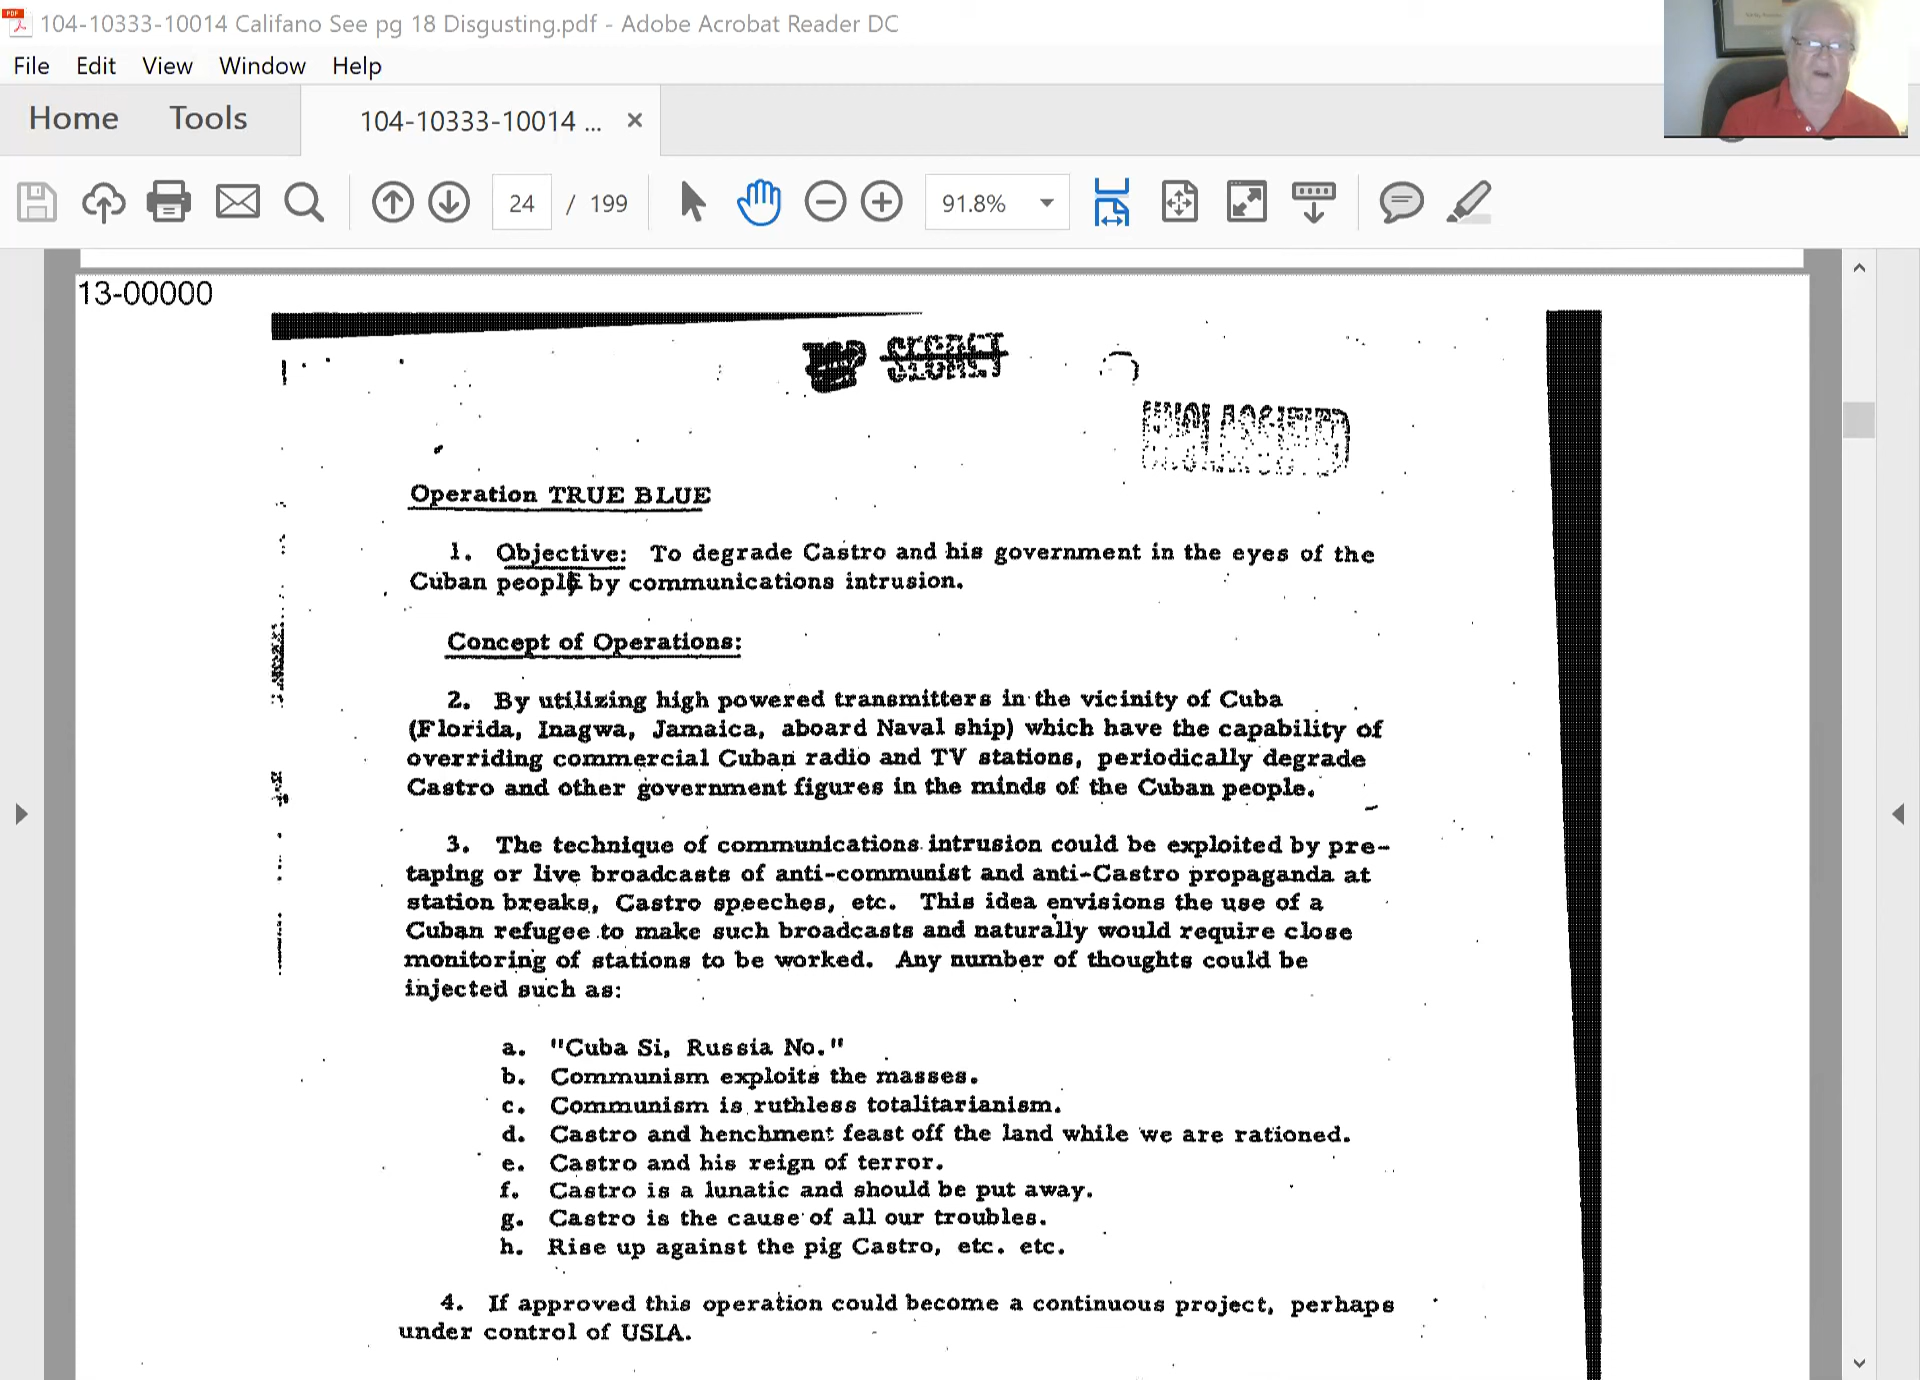 104-10333-10014 Califano See pg 18 Disgusting.pdf - Adobe Acrobat Reader DC
File Edit View Window Help
Home Tools 104-10333-10014 ...
24 / 199 91.8%
13-00000
TOP SECRET
UNCLASSIFIED
Operation TRUE BLUE
1. Objective: To degrade Castro and his government in the eyes of the
Cuban people by communications intrusion.
Concept of Operations:
2. By utilizing high powered transmitters in the vicinity of Cuba
(Florida, Inagwa, Jamaica, aboard Naval ship) which have the capability of
overriding commercial Cuban radio and TV stations, periodically degrade
Castro and other government figures in the minds of the Cuban people.
3. The technique of communications intrusion could be exploited by pre-
taping or live broadcasts of anti-communist and anti-Castro propaganda at
station breaks, Castro speeches, etc. This idea envisions the use of a
Cuban refugee to make such broadcasts and naturally would require close
monitoring of stations to be worked. Any number of thoughts could be
injected such as:
a. "Cuba Si, Russia No."
b. Communism exploits the masses.
c. Communism is ruthless totalitarianism.
d. Castro and henchment feast off the land while we are rationed.
e. Castro and his reign of terror.
f. Castro is a lunatic and should be put away.
g. Castro is the cause of all our troubles.
h. Rise up against the pig Castro, etc. etc.
4. If approved this operation could become a continuous project, perhaps
under control of USIA.